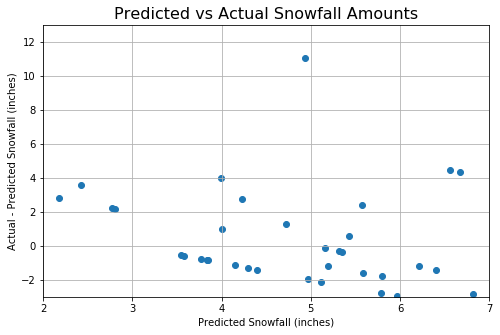 Predicted vs Actual Snowfall Amounts
12
10
8
6
4
2
0
−2
Actual - Predicted Snowfall (inches)
2 3 4 5 6 7
Predicted Snowfall (inches)